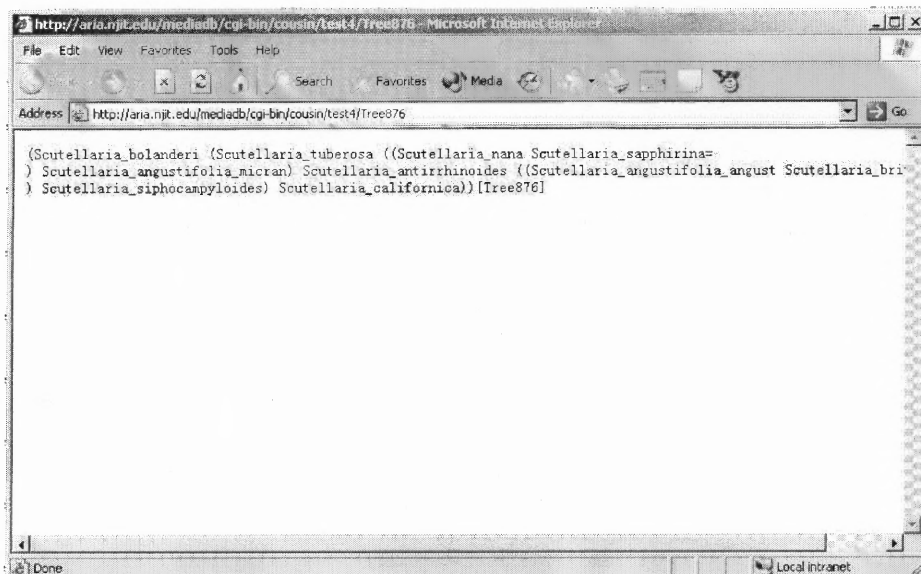 http://aria.njit.edu/mediadb/cgi-bin/cousin/test4/Tree876 - Microsoft Internet Explorer
File Edit View Favorites Tools Help
Search Favorites Media
Address http://aria.njit.edu/mediadb/cgi-bin/cousin/test4/Tree876 Go
(Scutellaria_bolanderi (Scutellaria_tuberosa ((Scutellaria_nana Scutellaria_sapphirina=
) Scutellaria_angustifolia_micran) Scutellaria_antirrhinoides ((Scutellaria_angustifolia_angust Scutellaria_bri
) Scutellaria_siphocampyloides) Scutellaria_californica))[Tree876]
Done Local intranet